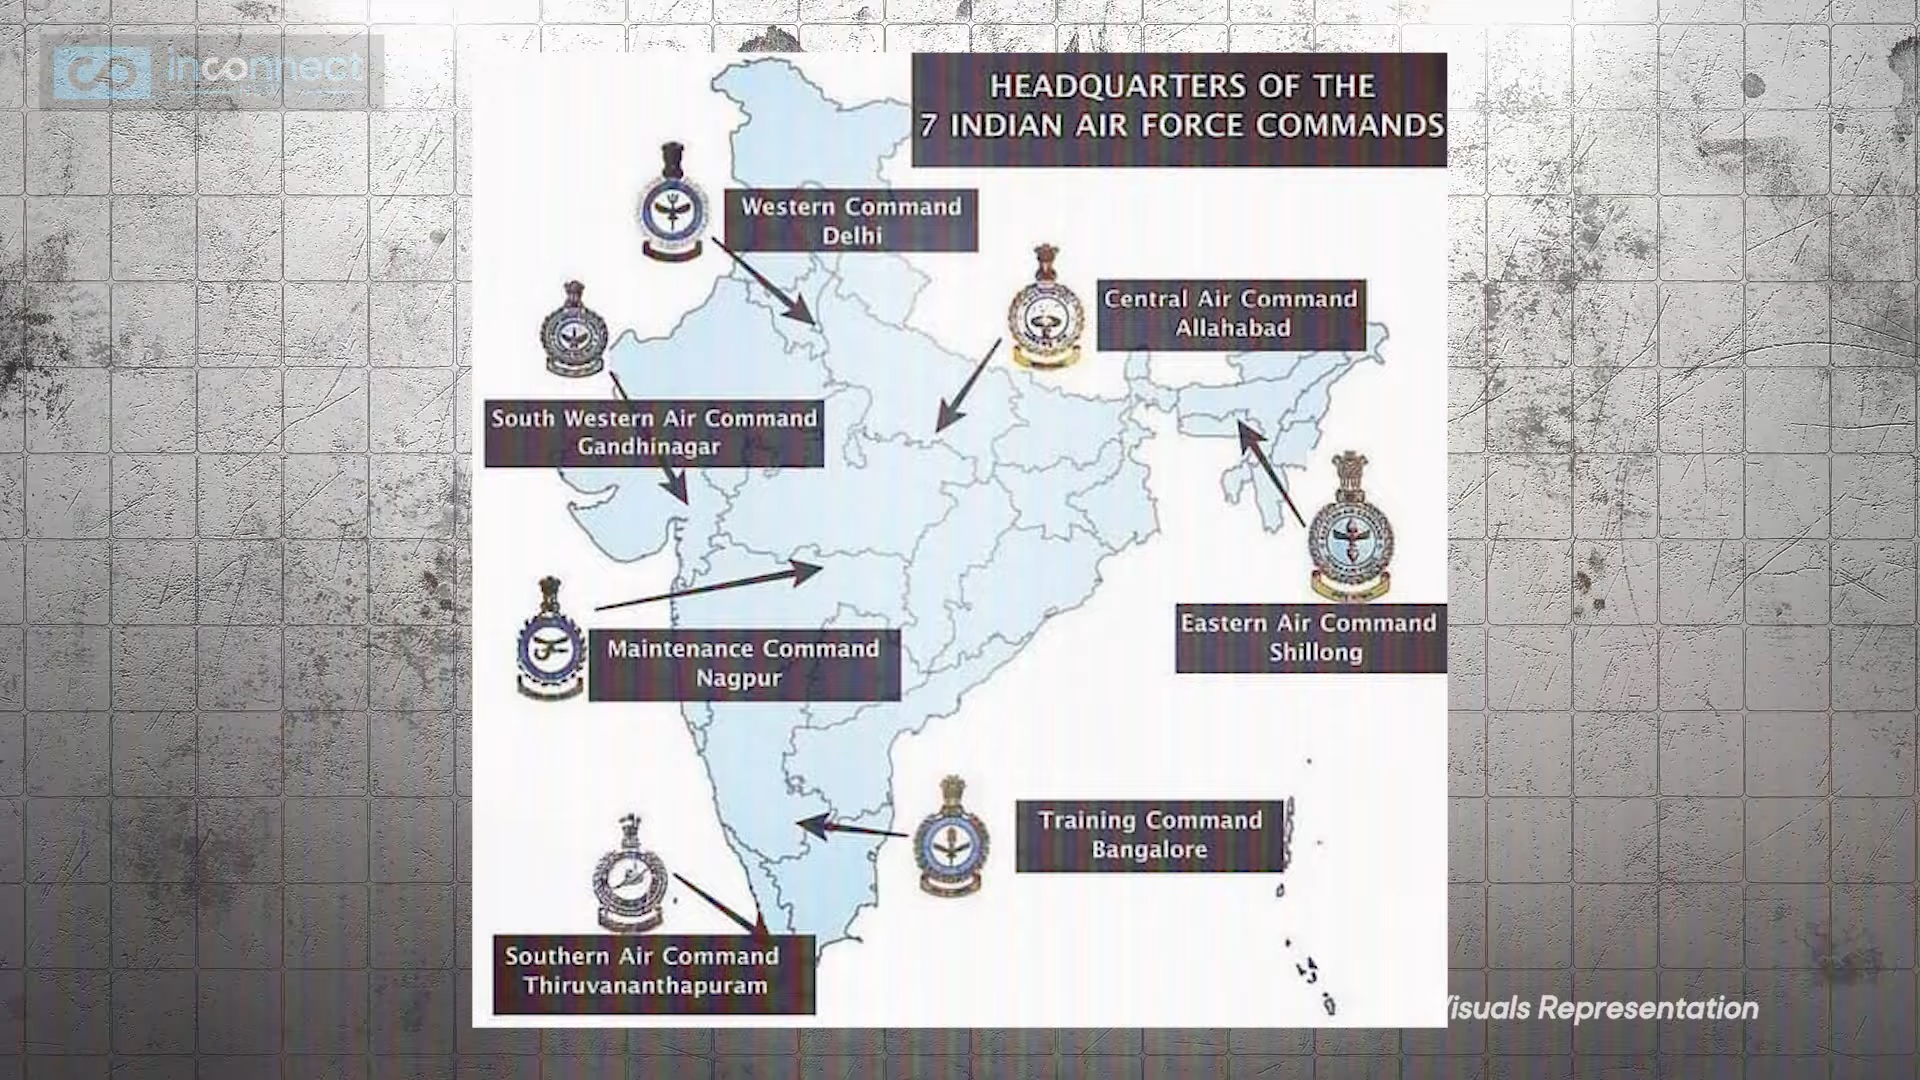 inconnect
HEADQUARTERS OF THE
7 INDIAN AIR FORCE COMMANDS
Western Command
Delhi
Central Air Command
Allahabad
South Western Air Command
Gandhinagar
Eastern Air Command
Shillong
Maintenance Command
Nagpur
Training Command
Bangalore
Southern Air Command
Thiruvananthapuram
Visuals Representation